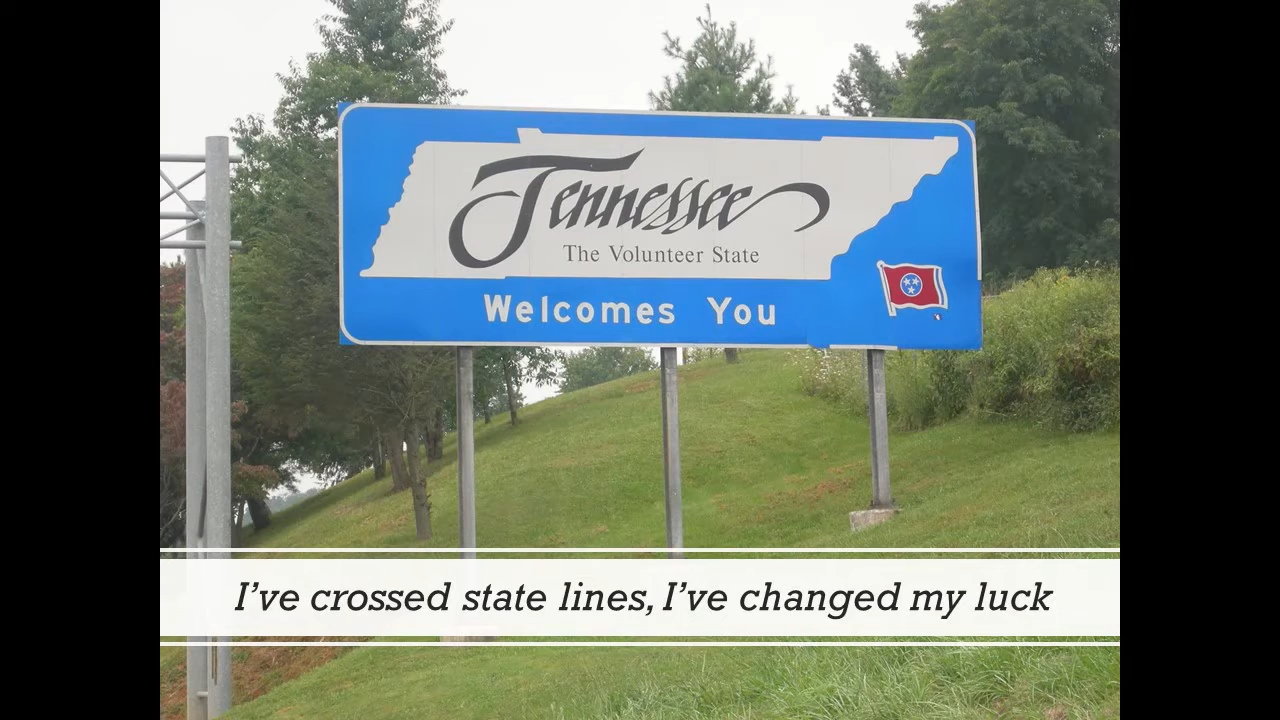 Tennessee
The Volunteer State
Welcomes You
I've crossed state lines, I've changed my luck